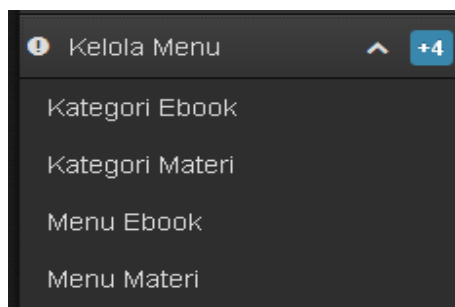 Kelola Menu +4
Kategori Ebook
Kategori Materi
Menu Ebook
Menu Materi